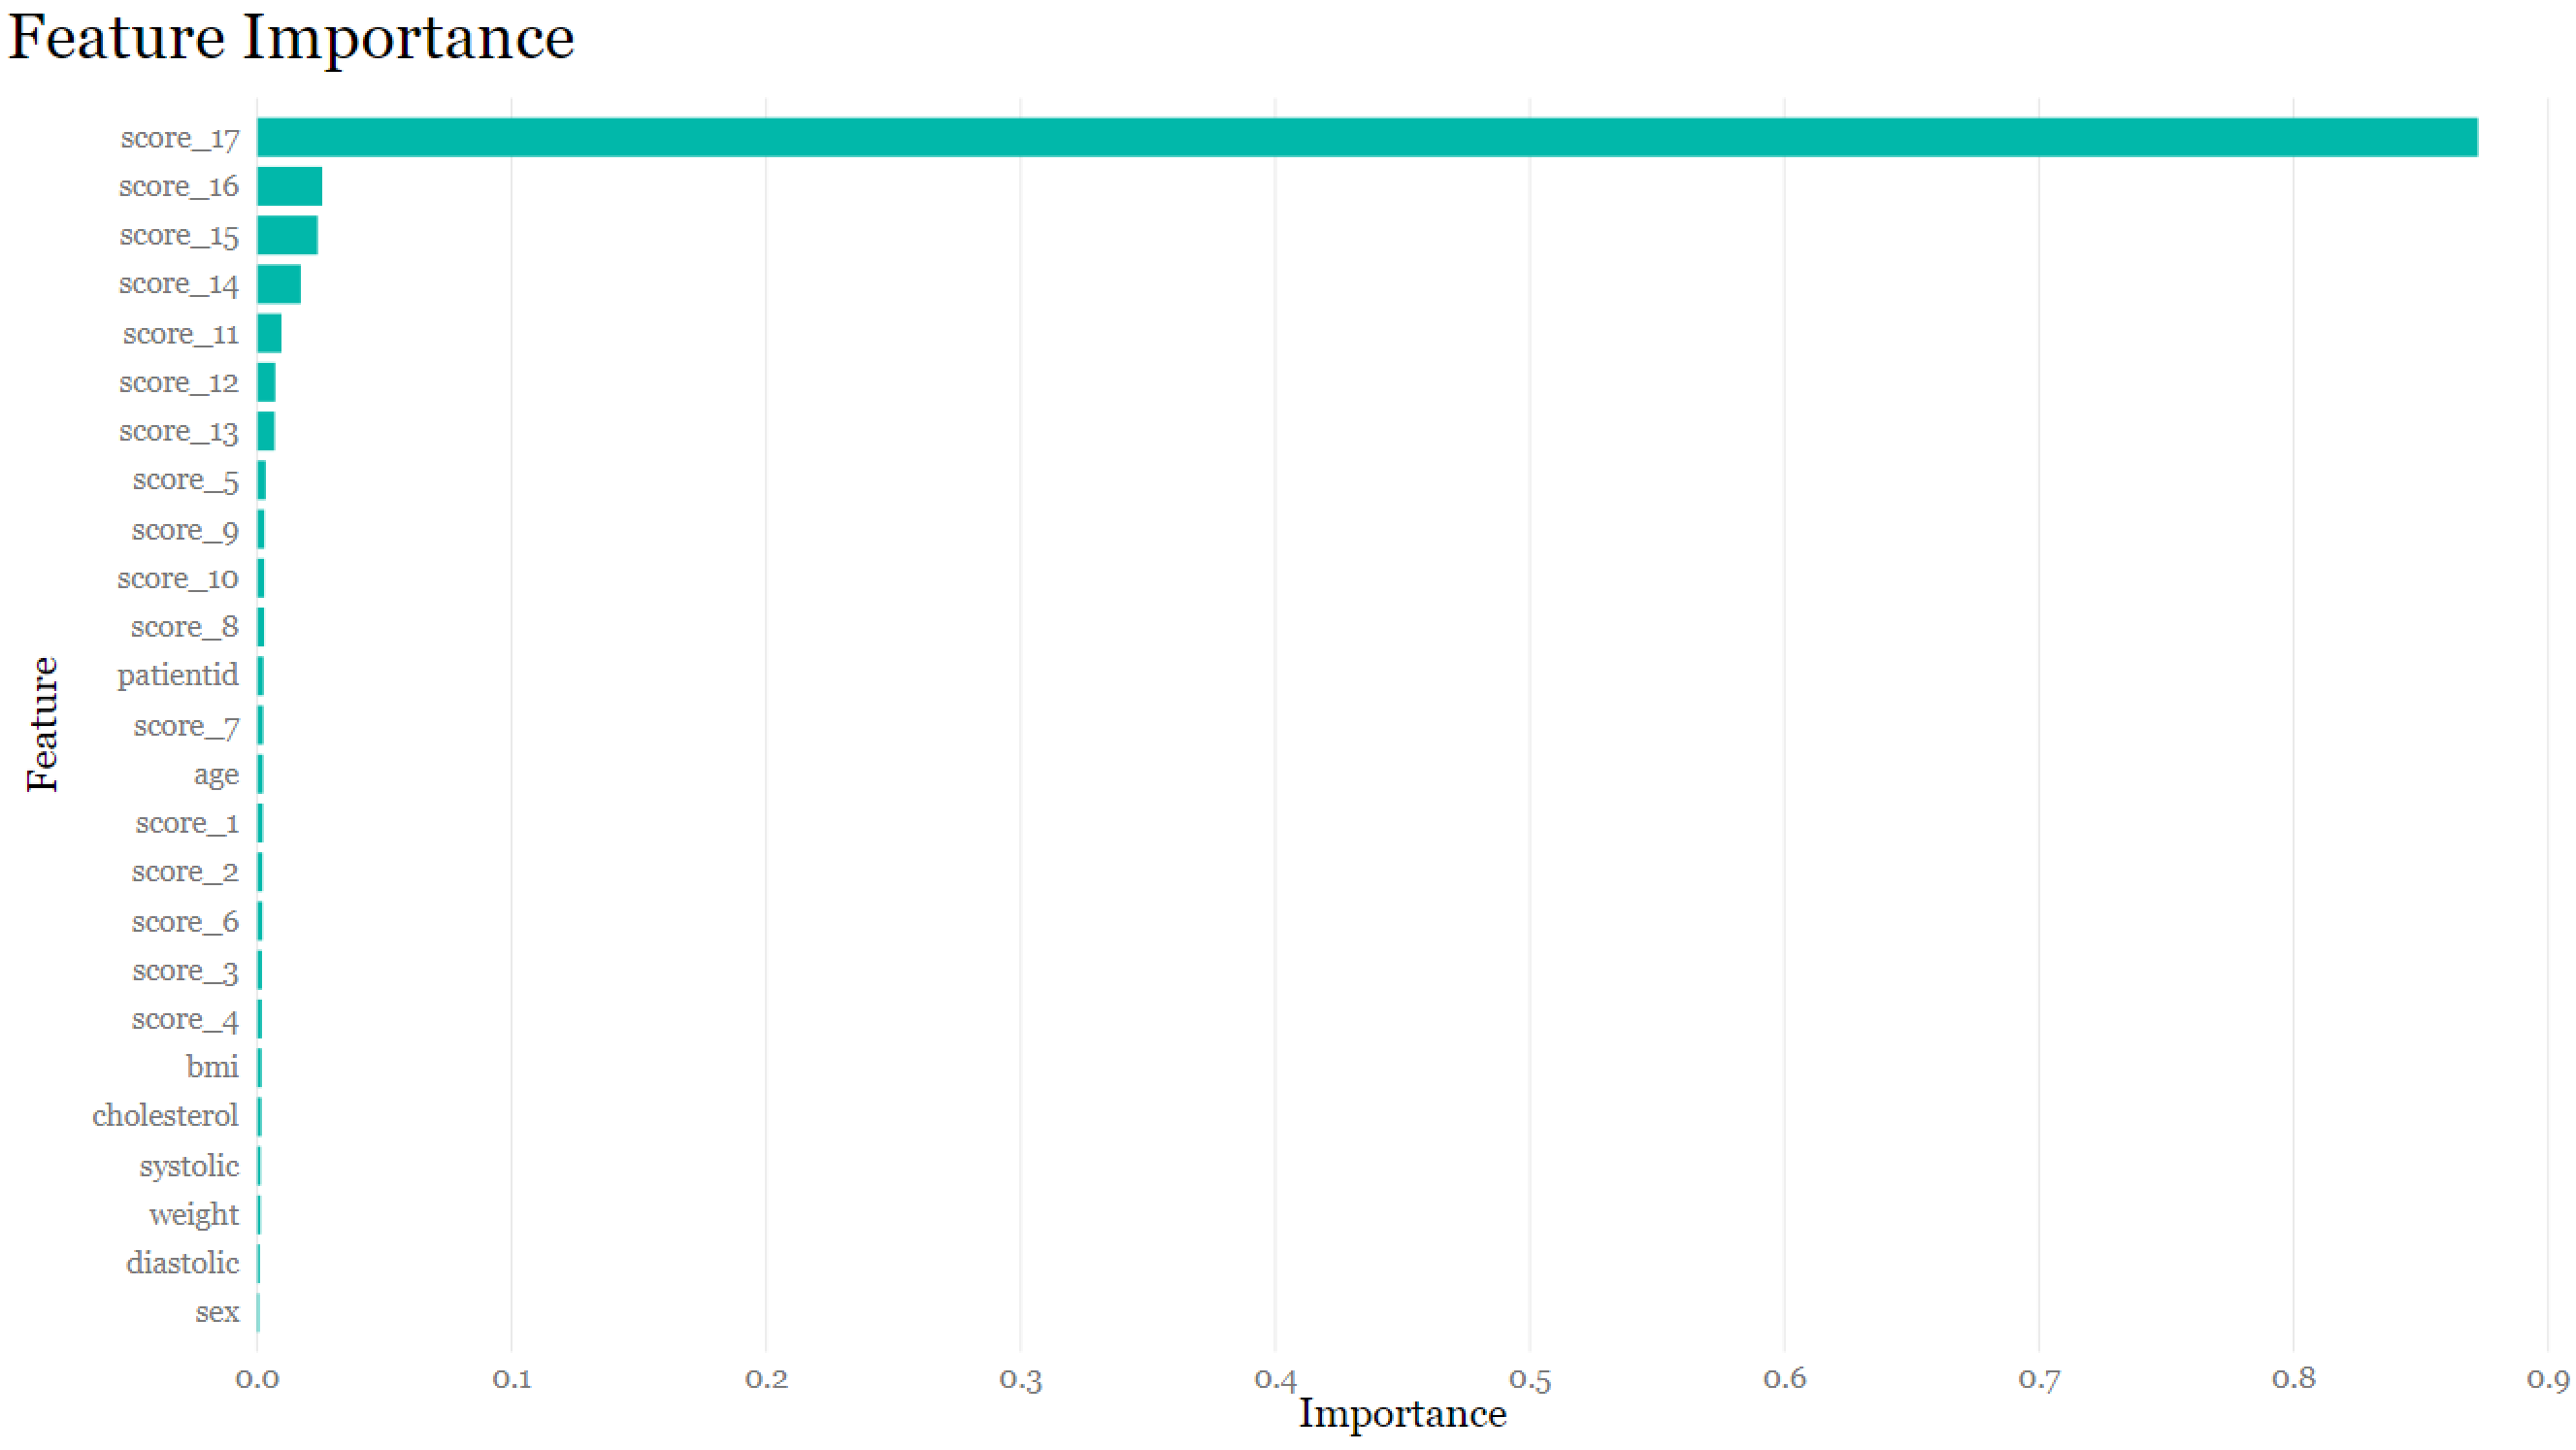 Feature Importance
score_17
score_16
score_15
score_14
score_11
score_12
score_13
score_5
score_9
score_10
score_8
patientid
score_7
age
score_1
score_2
score_6
score_3
score_4
bmi
cholesterol
systolic
weight
diastolic
sex
Feature
0.0 0.1 0.2 0.3 0.4 0.5 0.6 0.7 0.8 0.9
Importance